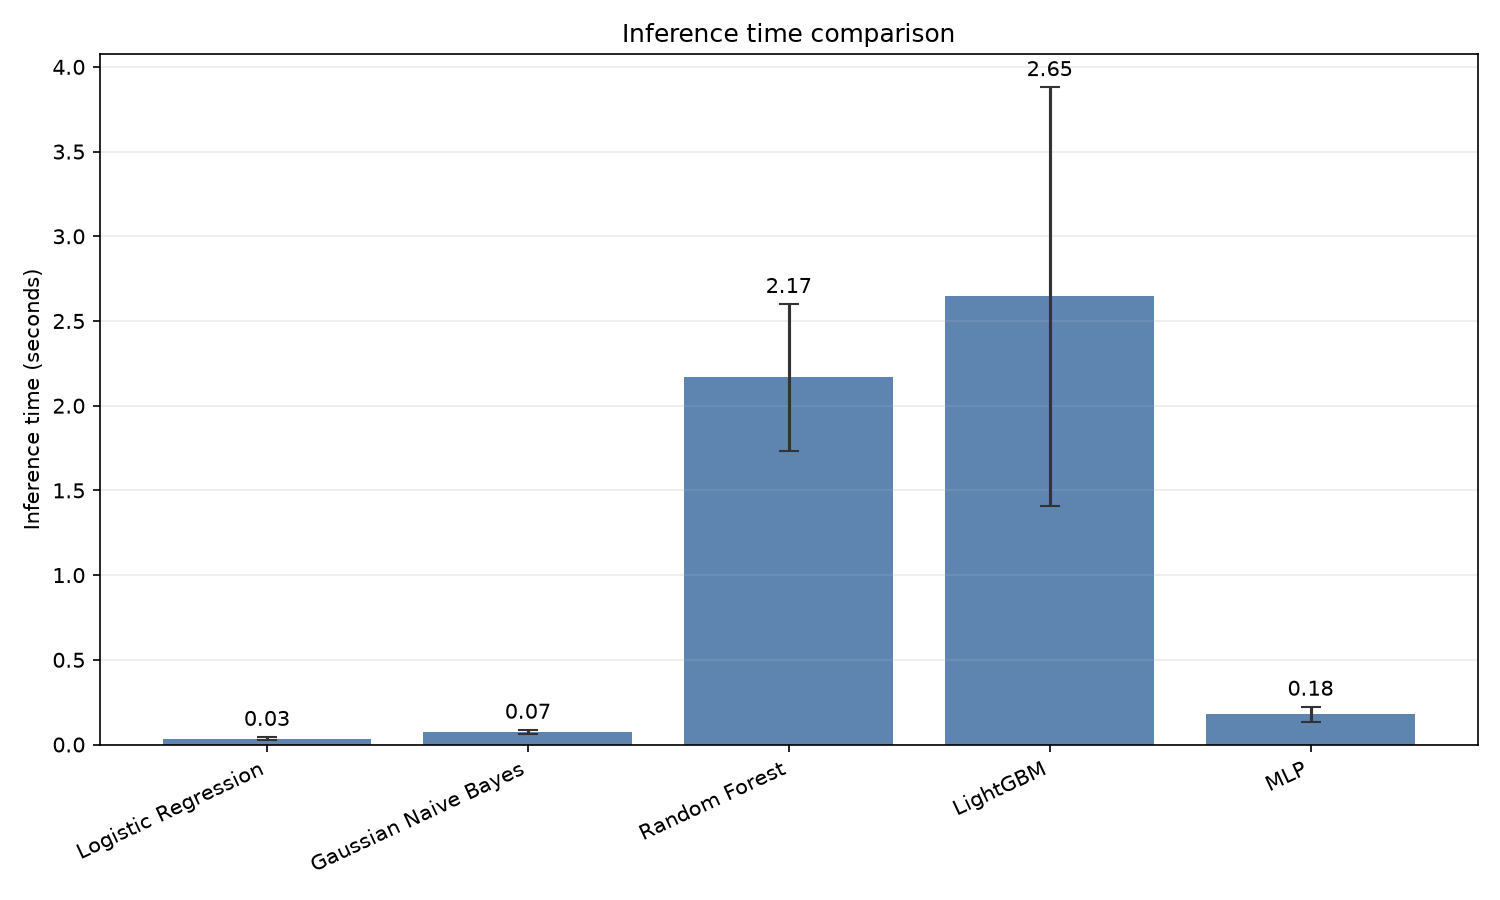 Inference time comparison
Inference time (seconds)
4.0
3.5
3.0
2.5
2.0
1.5
1.0
0.5
0.0
0.03
0.07
2.17
2.65
0.18
Logistic Regression
Gaussian Naive Bayes
Random Forest
LightGBM
MLP